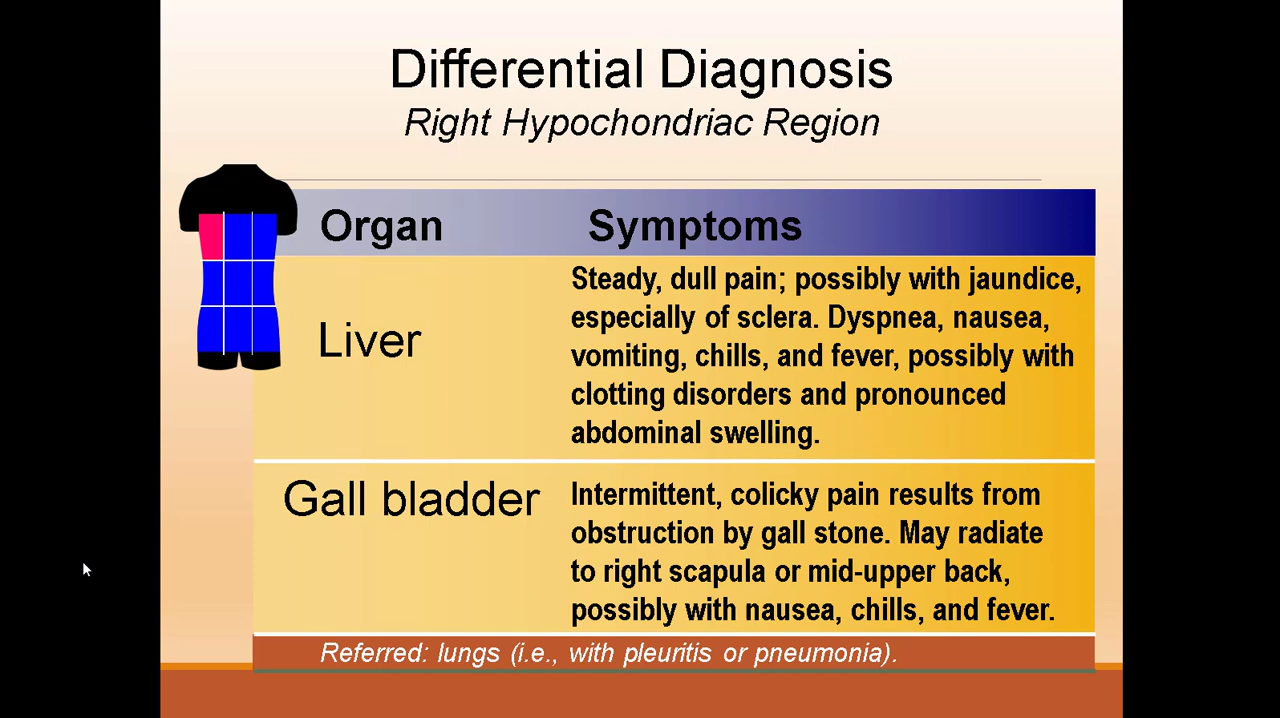 Differential Diagnosis
Right Hypochondriac Region
Organ Symptoms
Liver
Steady, dull pain; possibly with jaundice,
especially of sclera. Dyspnea, nausea,
vomiting, chills, and fever, possibly with
clotting disorders and pronounced
abdominal swelling.
Gall bladder
Intermittent, colicky pain results from
obstruction by gall stone. May radiate
to right scapula or mid-upper back,
possibly with nausea, chills, and fever.
Referred: lungs (i.e., with pleuritis or pneumonia).